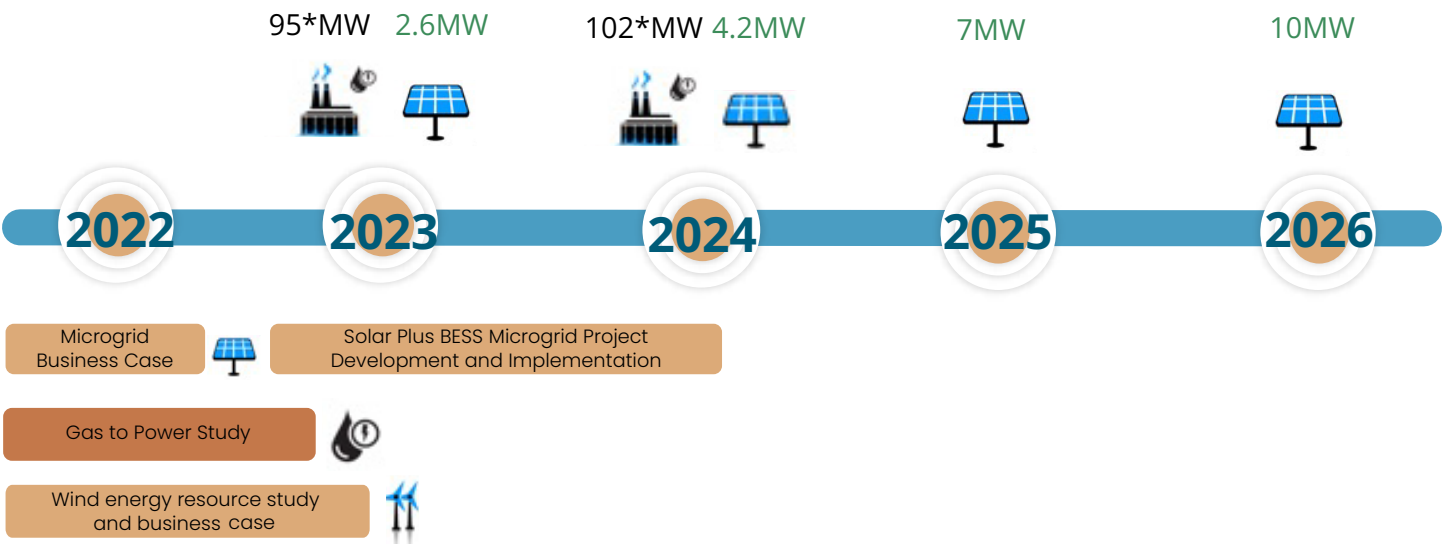 95*MW 2.6MW 102*MW 4.2MW 7MW 10MW
2022 2023 2024 2025 2026
Microgrid
Business Case
Solar Plus BESS Microgrid Project
Development and Implementation
Gas to Power Study
Wind energy resource study
and business case